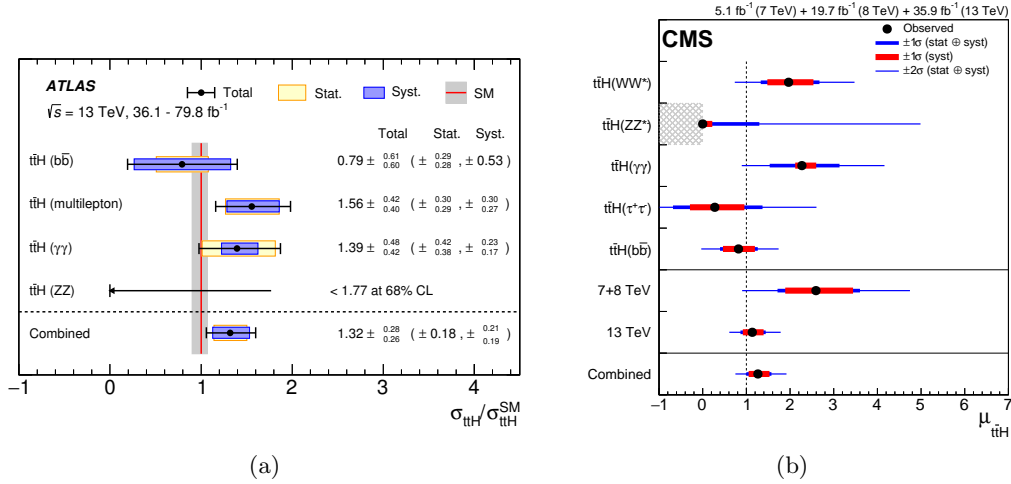 5.1 fb⁻¹ (7 TeV) + 19.7 fb⁻¹ (8 TeV) + 35.9 fb⁻¹ (13 TeV)
ATLAS
√s = 13 TeV, 36.1 - 79.8 fb⁻¹
Total Stat. Syst. SM
Total Stat. Syst.
tt̄H (bb̄) 0.79 ± 0.61 0.60 ( ± 0.29 0.28 , ± 0.53 )
tt̄H (multilepton) 1.56 ± 0.42 0.40 ( ± 0.30 0.29 , ± 0.30 0.27 )
tt̄H (γγ) 1.39 ± 0.48 0.42 ( ± 0.42 0.38 , ± 0.23 0.17 )
tt̄H (ZZ) < 1.77 at 68% CL
Combined 1.32 ± 0.28 0.26 ( ± 0.18 , ± 0.21 0.19 )
−1 0 1 2 3 4
σttH/σSMttH
(a)
CMS
Observed
±1σ (stat ⊕ syst)
±1σ (syst)
±2σ (stat ⊕ syst)
tt̄H(WW*)
tt̄H(ZZ*)
tt̄H(γγ)
tt̄H(τ⁺τ⁻)
tt̄H(bb̄)
7+8 TeV
13 TeV
Combined
−1 0 1 2 3 4 5 6 7
μtt̄H
(b)